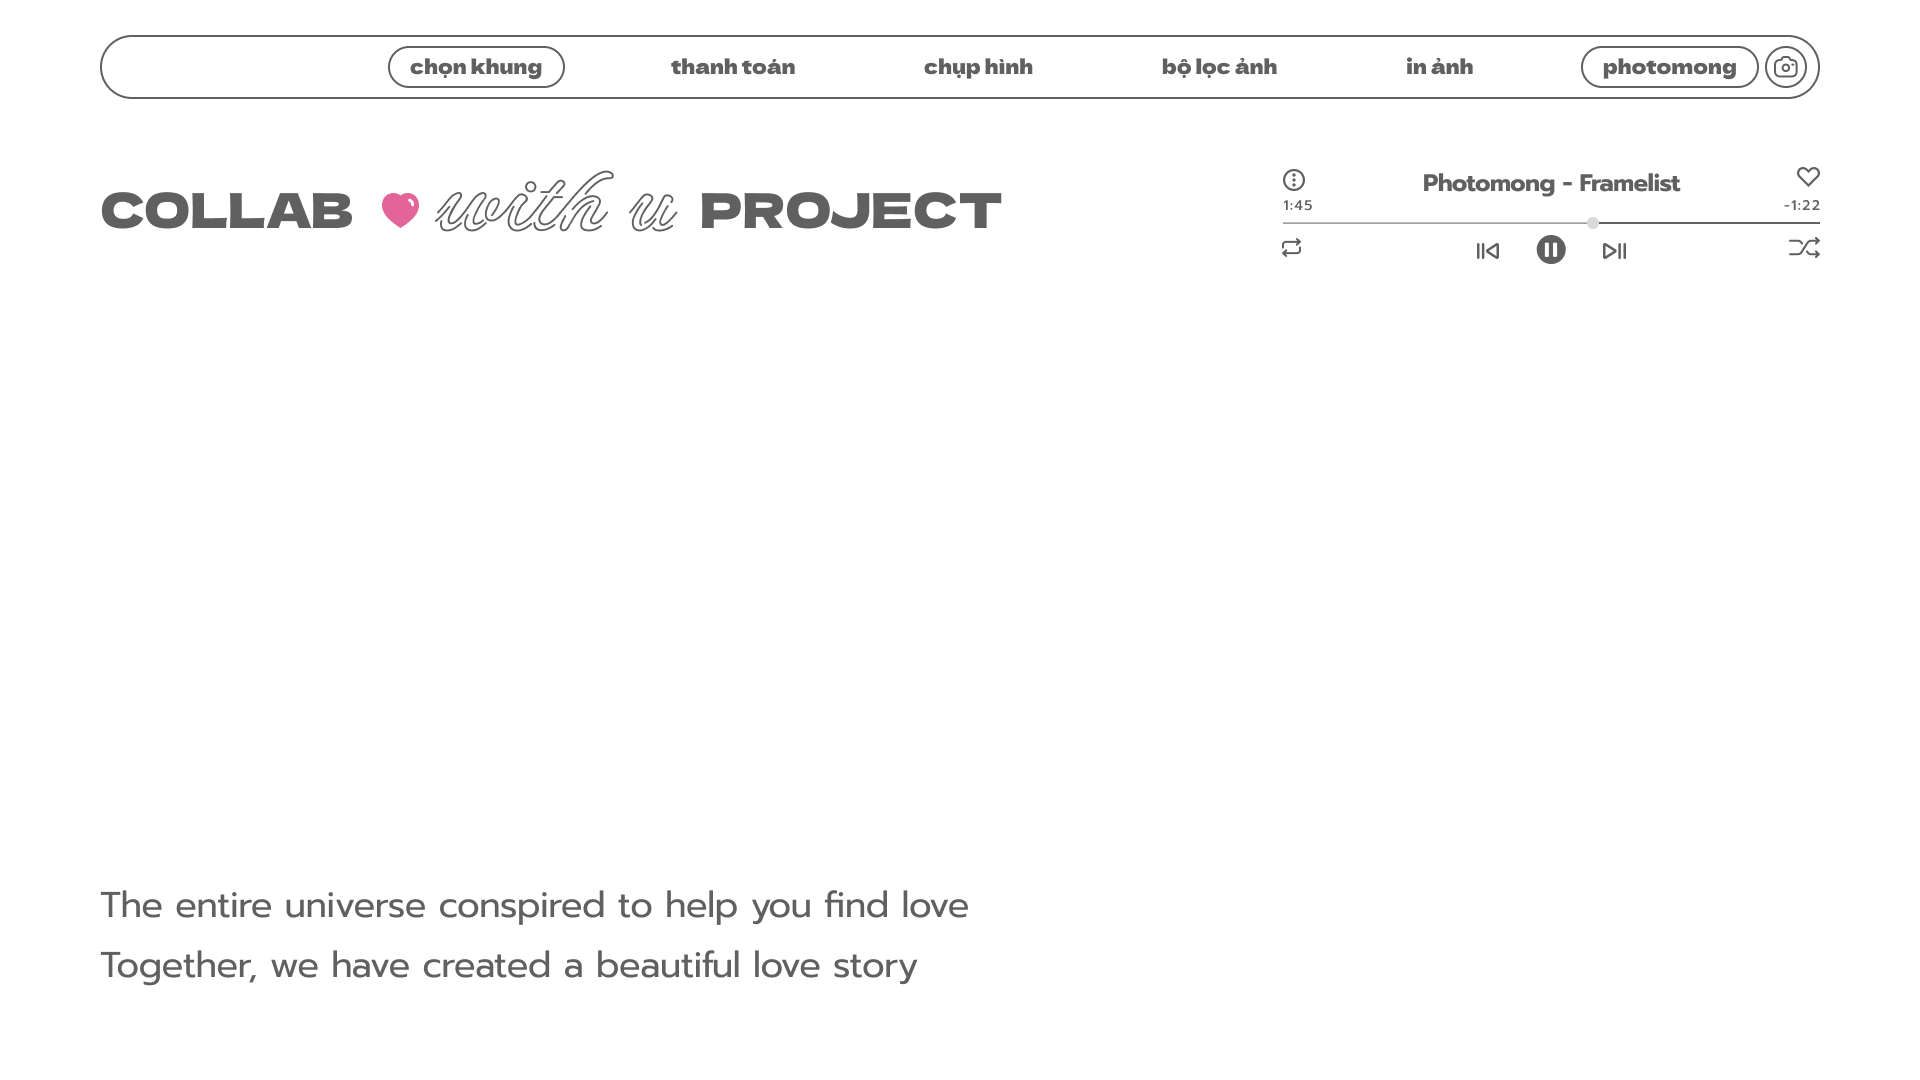 chọn khung thanh toán chụp hình bộ lọc ảnh in ảnh photomong
COLLAB with u PROJECT
Photomong - Framelist
1:45 -1:22
The entire universe conspired to help you find love
Together, we have created a beautiful love story